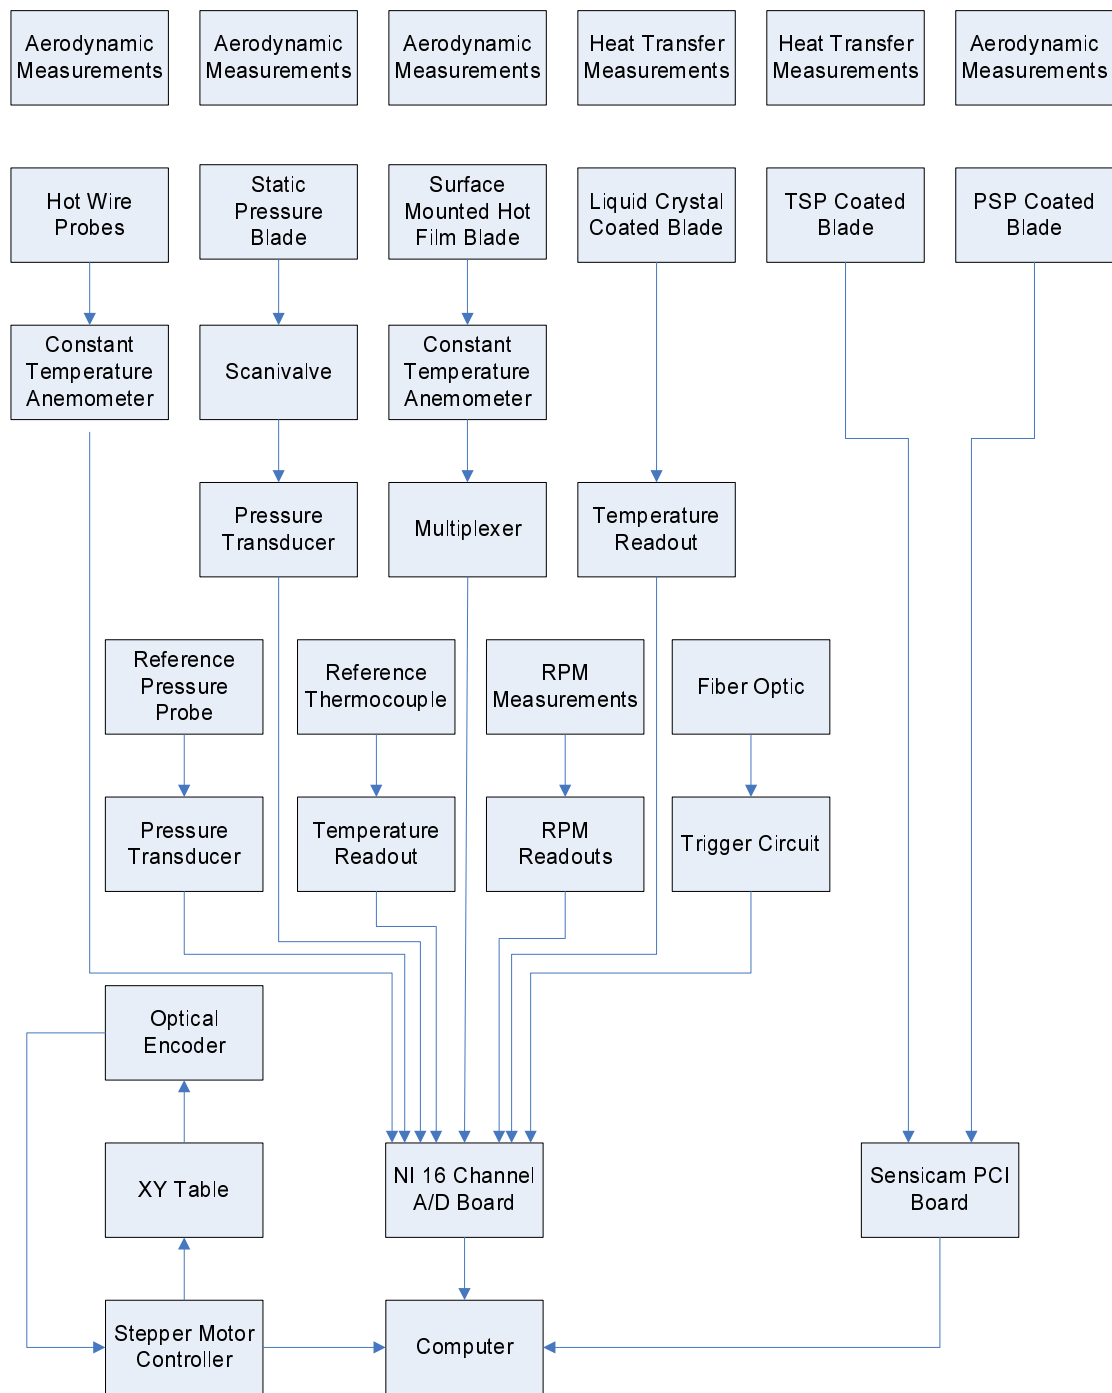 Aerodynamic
Measurements
Aerodynamic
Measurements
Aerodynamic
Measurements
Heat Transfer
Measurements
Heat Transfer
Measurements
Aerodynamic
Measurements
Hot Wire
Probes
Static
Pressure
Blade
Surface
Mounted Hot
Film Blade
Liquid Crystal
Coated Blade
TSP Coated
Blade
PSP Coated
Blade
Constant
Temperature
Anemometer
Scanivalve
Constant
Temperature
Anemometer
Pressure
Transducer
Multiplexer
Temperature
Readout
Reference
Pressure
Probe
Reference
Thermocouple
RPM
Measurements
Fiber Optic
Pressure
Transducer
Temperature
Readout
RPM
Readouts
Trigger Circuit
Optical
Encoder
XY Table
NI 16 Channel
A/D Board
Sensicam PCI
Board
Stepper Motor
Controller
Computer